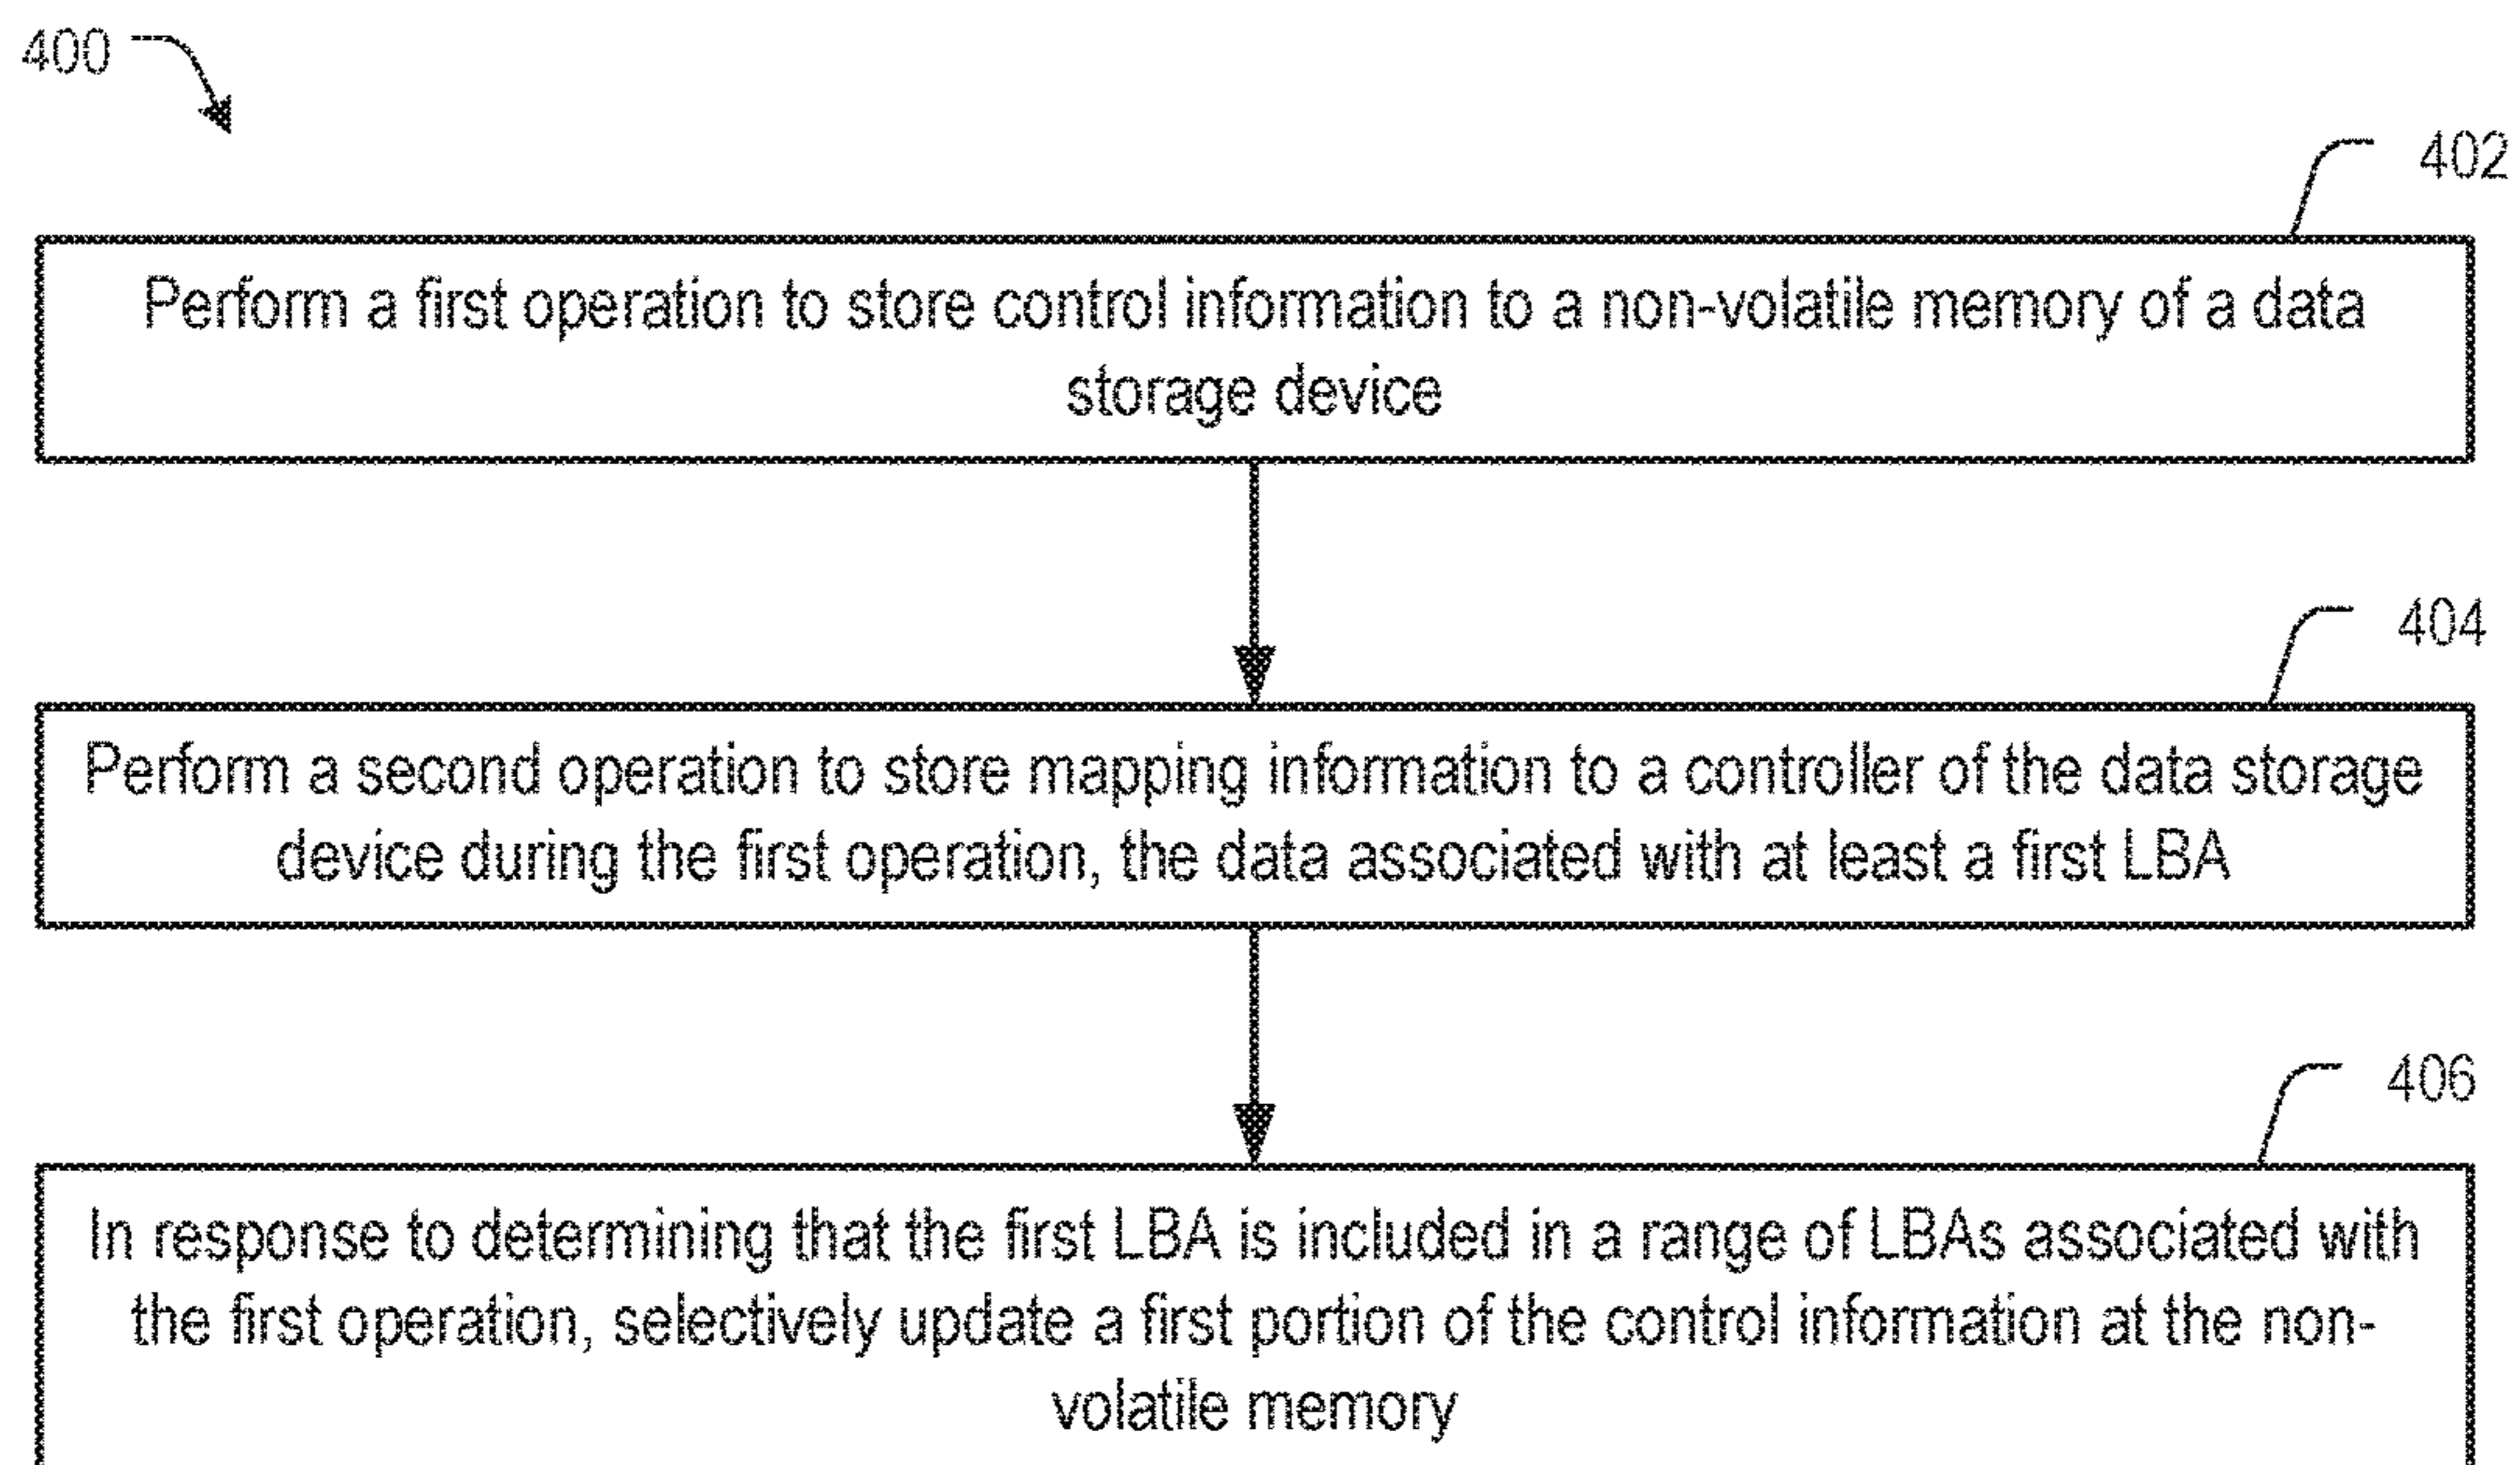 400
402
Perform a first operation to store control information to a non-volatile memory of a data
storage device
404
Perform a second operation to store mapping information to a controller of the data storage
device during the first operation, the data associated with at least a first LBA
406
In response to determining that the first LBA is included in a range of LBAs associated with
the first operation, selectively update a first portion of the control information at the non-
volatile memory